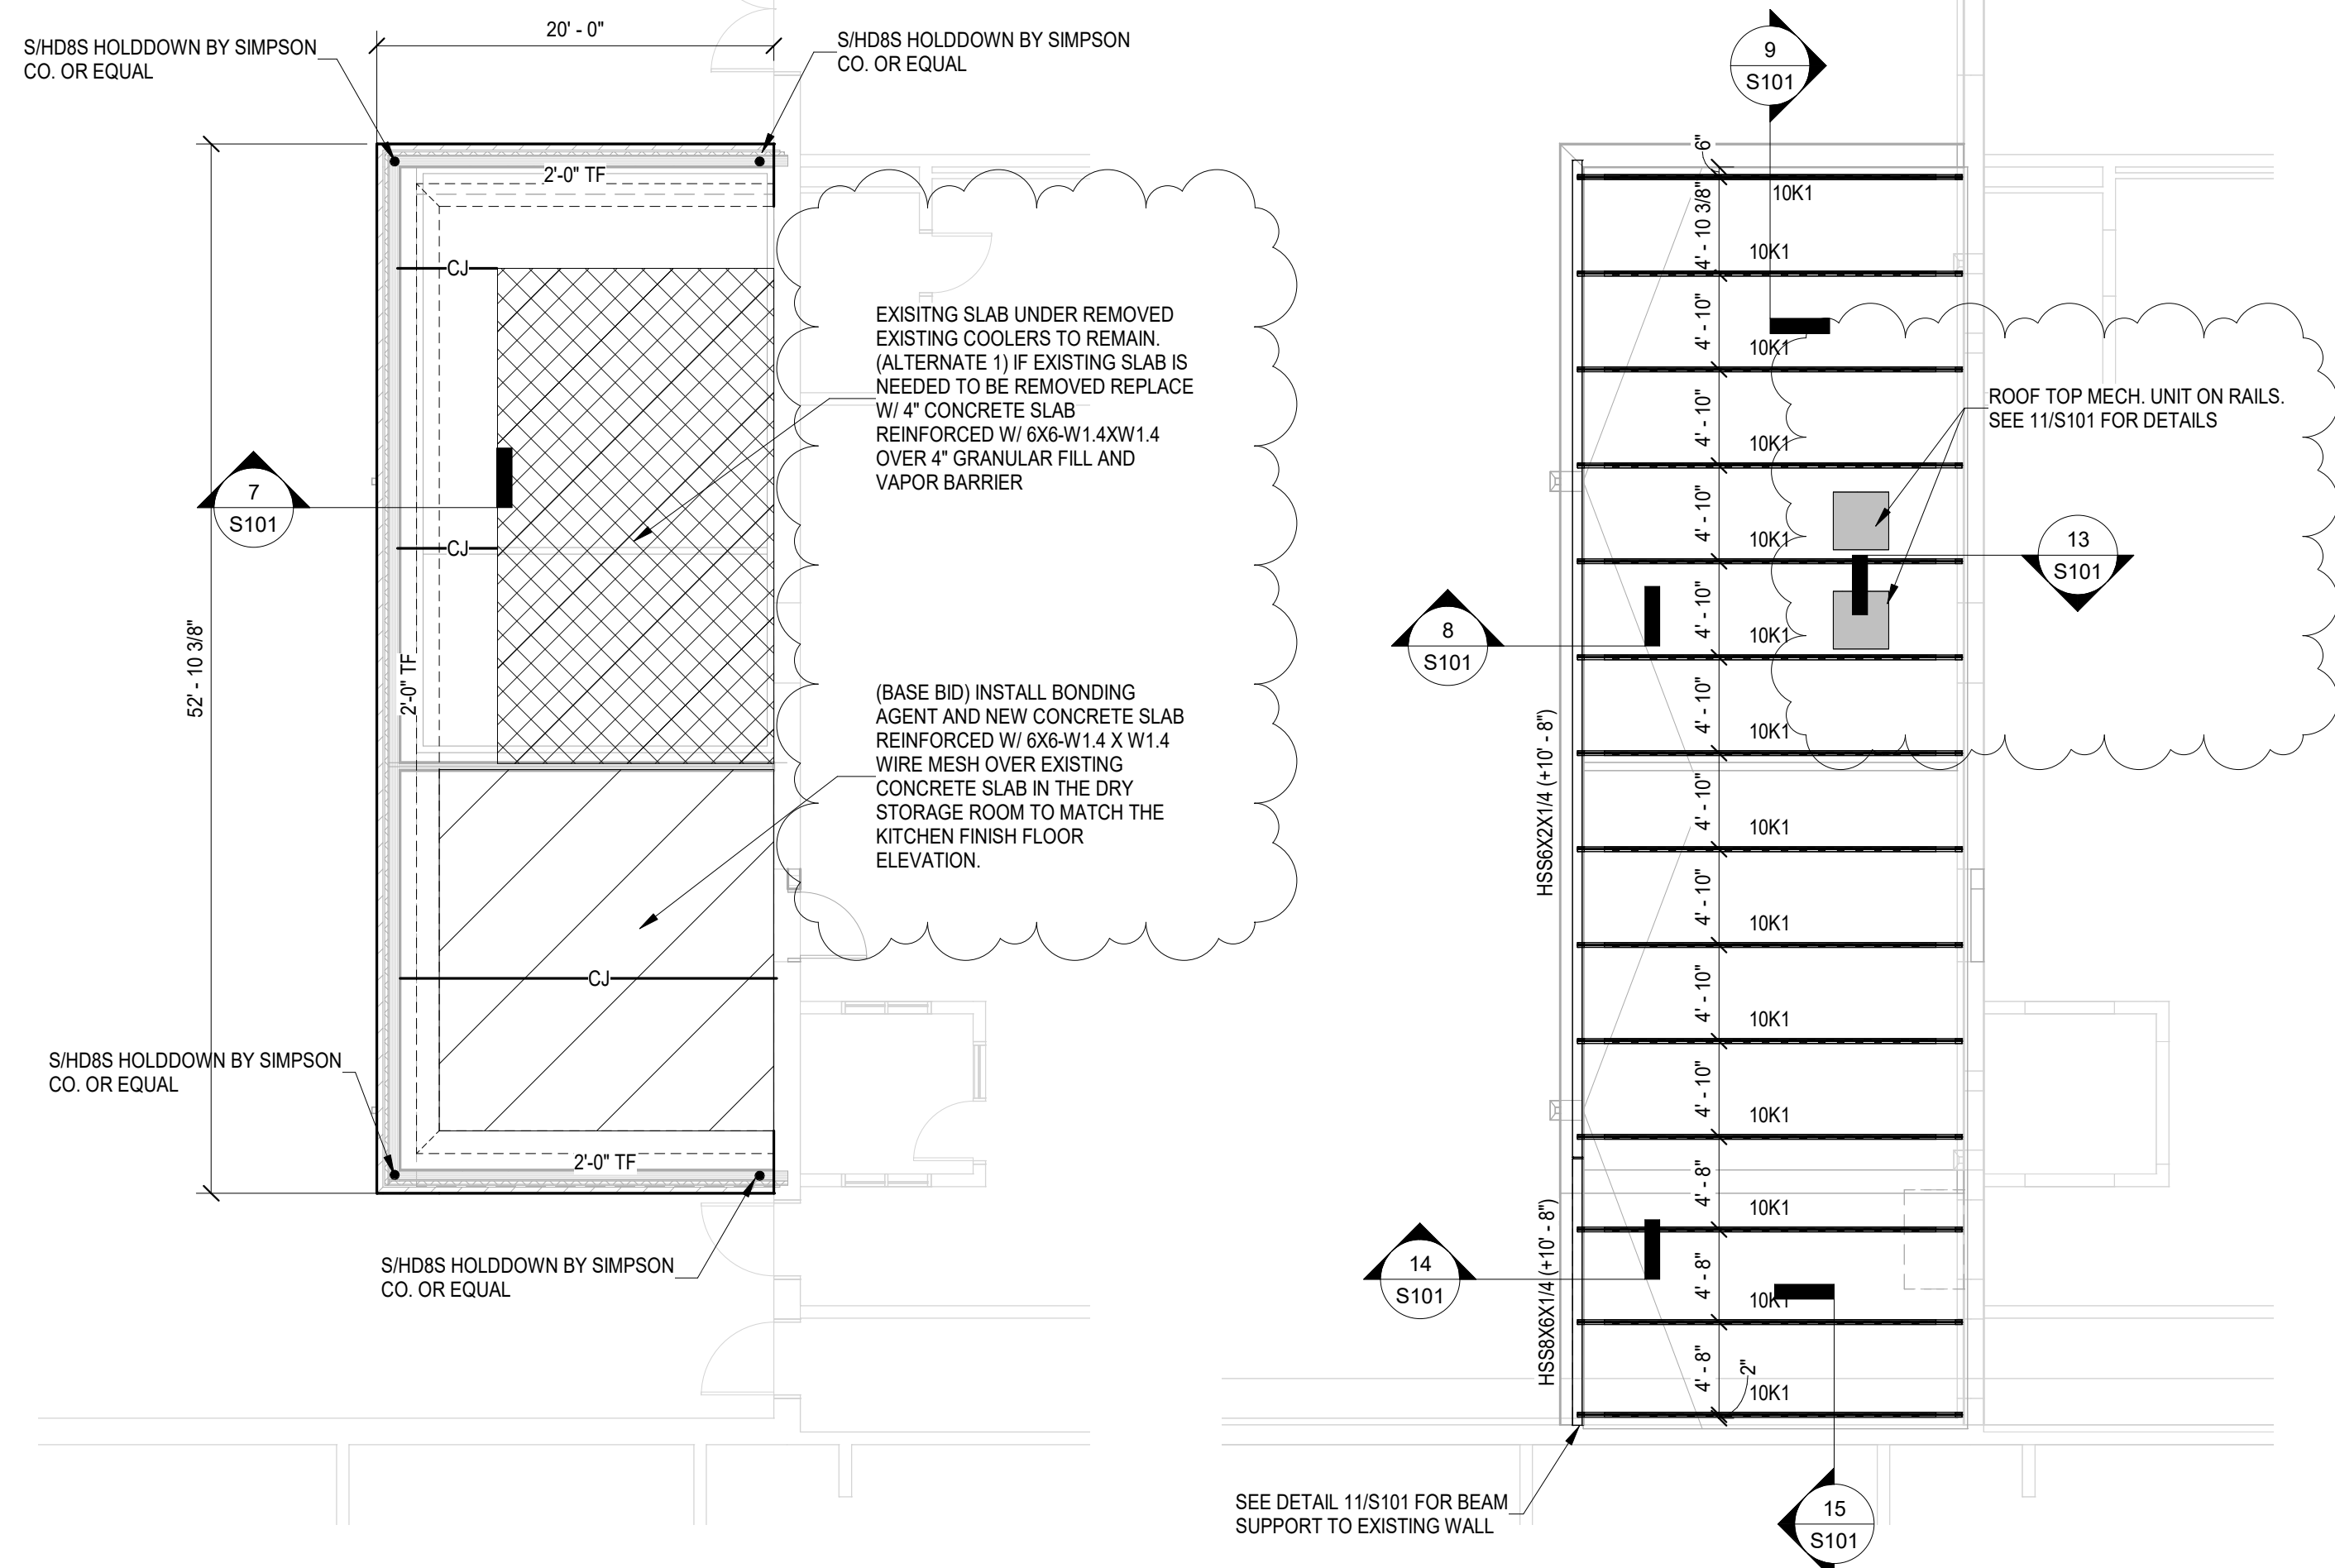 20' - 0"
S/HD8S HOLDDOWN BY SIMPSON
CO. OR EQUAL
S/HD8S HOLDDOWN BY SIMPSON
CO. OR EQUAL
2'-0" TF
CJ
EXISITNG SLAB UNDER REMOVED
EXISTING COOLERS TO REMAIN.
(ALTERNATE 1) IF EXISTING SLAB IS
NEEDED TO BE REMOVED REPLACE
W/ 4" CONCRETE SLAB
REINFORCED W/ 6X6-W1.4XW1.4
OVER 4" GRANULAR FILL AND
VAPOR BARRIER
7
S101
CJ
52' - 10 3/8"
2'-0" TF
(BASE BID) INSTALL BONDING
AGENT AND NEW CONCRETE SLAB
REINFORCED W/ 6X6-W1.4 X W1.4
WIRE MESH OVER EXISTING
CONCRETE SLAB IN THE DRY
STORAGE ROOM TO MATCH THE
KITCHEN FINISH FLOOR
ELEVATION.
CJ
S/HD8S HOLDDOWN BY SIMPSON
CO. OR EQUAL
2'-0" TF
S/HD8S HOLDDOWN BY SIMPSON
CO. OR EQUAL
9
S101
6"
10K1
4' - 10 3/8"
10K1
4' - 10"
10K1
4' - 10"
10K1
ROOF TOP MECH. UNIT ON RAILS.
SEE 11/S101 FOR DETAILS
4' - 10"
10K1
13
S101
4' - 10"
10K1
8
S101
4' - 10"
10K1
HSS6X2X1/4 (+10' - 8")
4' - 10"
10K1
4' - 10"
10K1
4' - 10"
10K1
4' - 10"
10K1
4' - 8"
10K1
14
S101
HSS8X6X1/4 (+10' - 8")
4' - 8"
10K1
4' - 8"
2"
10K1
SEE DETAIL 11/S101 FOR BEAM
SUPPORT TO EXISTING WALL
15
S101